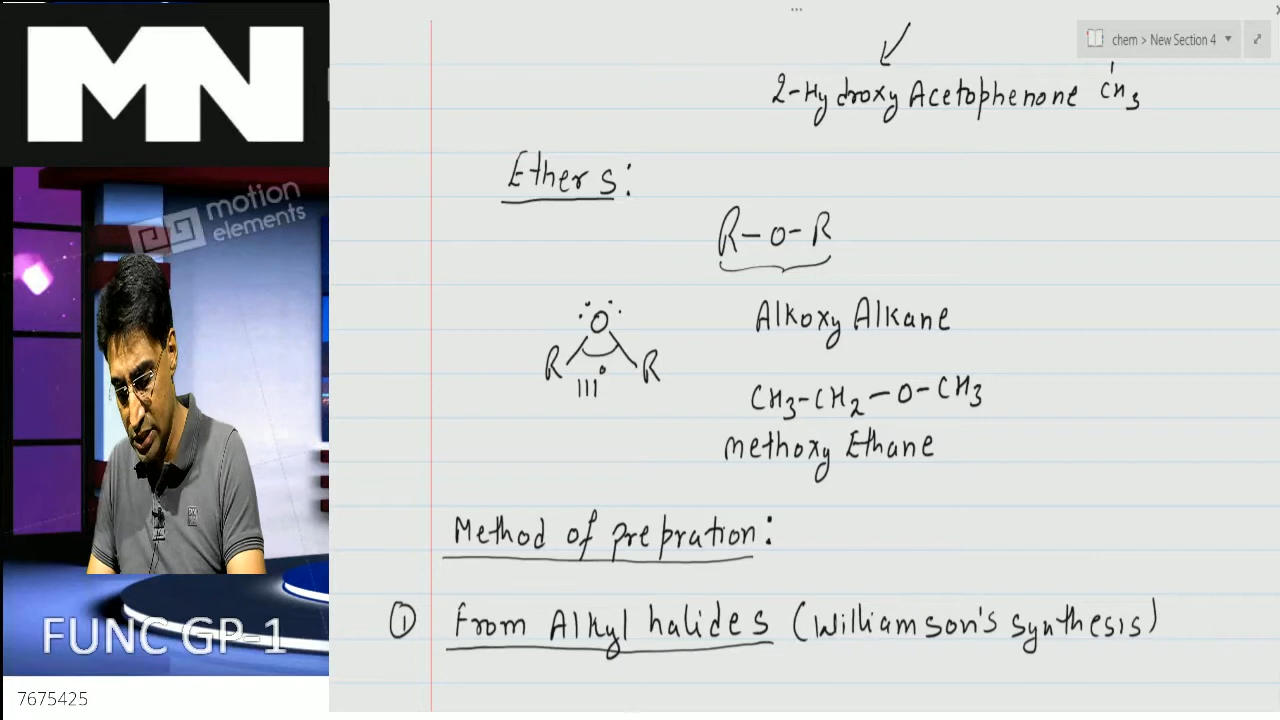 MN
motion
elements
FUNC GP-1
7675425
chem > New Section 4
2-Hydroxy Acetophenone CH3
Ethers:
R-O-R
:O:
R R
111°
Alkoxy Alkane
CH3-CH2-O-CH3
methoxy Ethane
Method of prepration:
① From Alkyl halides (Williamson's synthesis)